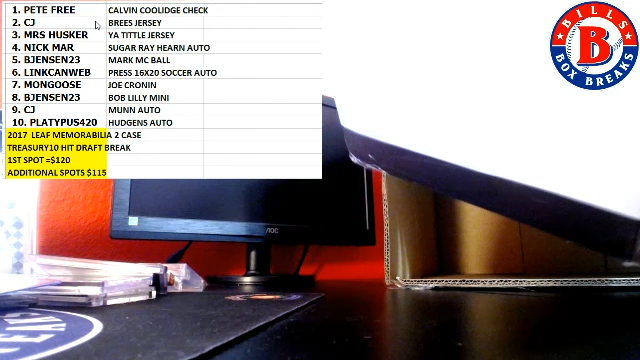 1. PETE FREE CALVIN COOLIDGE CHECK
2. CJ BREES JERSEY
3. MRS HUSKER YA TITTLE JERSEY
4. NICK MAR SUGAR RAY HEARN AUTO
5. BJENSEN23 MARK MC BALL
6. LINKCANWEB PRESS 16X20 SOCCER AUTO
7. MONGOOSE JOE CRONIN
8. BJENSEN23 BOB LILLY MINI
9. CJ MUNN AUTO
10. PLATYPUS420 HUDGENS AUTO
2017 LEAF MEMORABILIA 2 CASE
TREASURY10 HIT DRAFT BREAK
1ST SPOT =$120
ADDITIONAL SPOTS $115
BILLS
B
BOX BREAKS
AOC